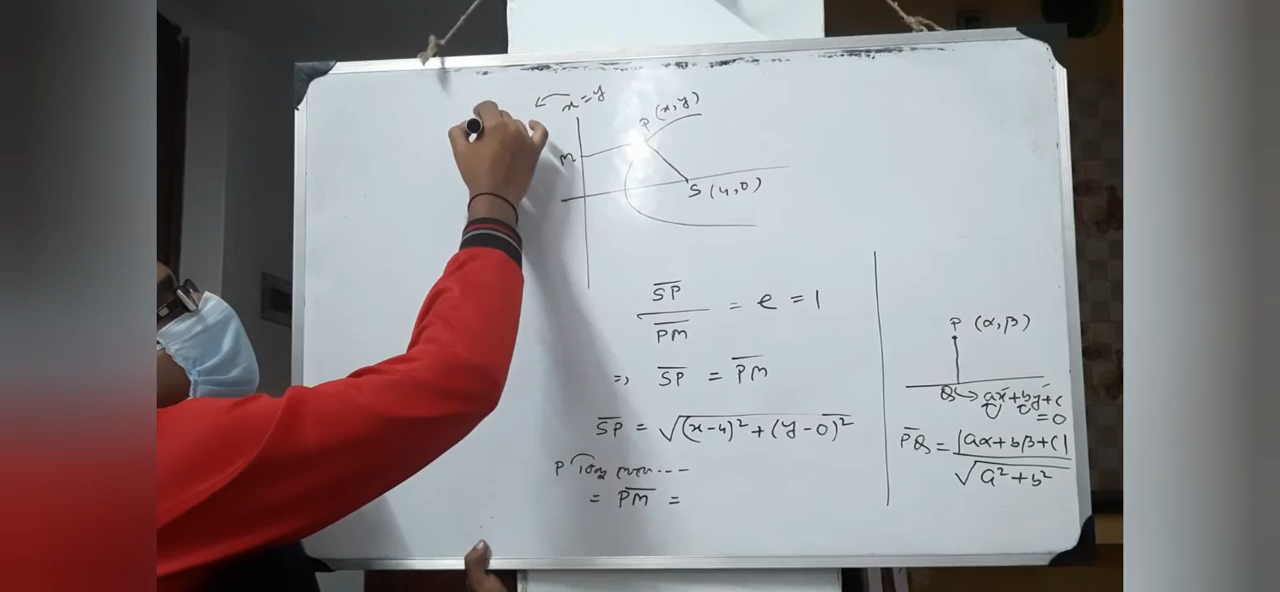 x = y
P (x, y)
M
S (4, 0)
SP / PM = e = 1
⇒ SP = PM
SP = √(x-4)² + (y-0)²
P বিন্দু থেকে ---
= PM =
P (α, β)
Q → ax + by + c = 0
PQ = |aα + bβ + c| / √a² + b²